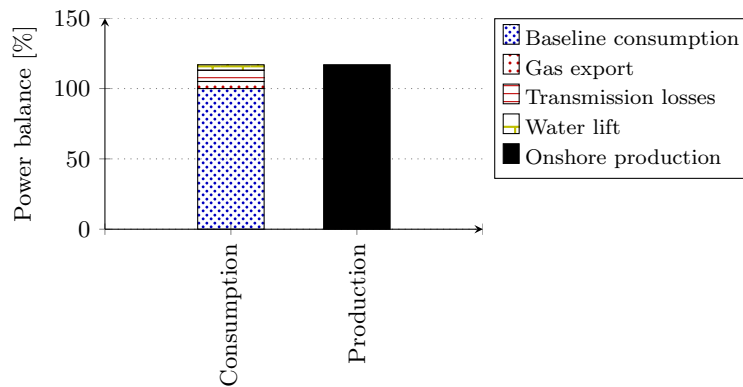 150
100
50
0
Power balance [%]
Consumption
Production
Baseline consumption
Gas export
Transmission losses
Water lift
Onshore production